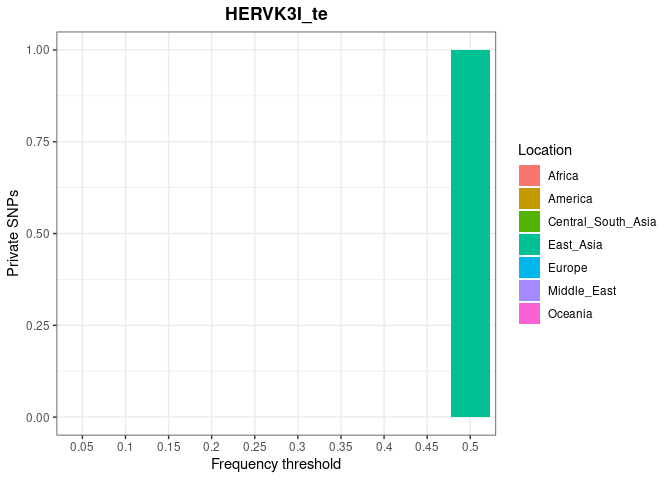 HERVK3I_te
1.00
0.75
0.50
0.25
0.00
Private SNPs
0.05 0.1 0.15 0.2 0.25 0.3 0.35 0.4 0.45 0.5
Frequency threshold
Location
Africa
America
Central_South_Asia
East_Asia
Europe
Middle_East
Oceania